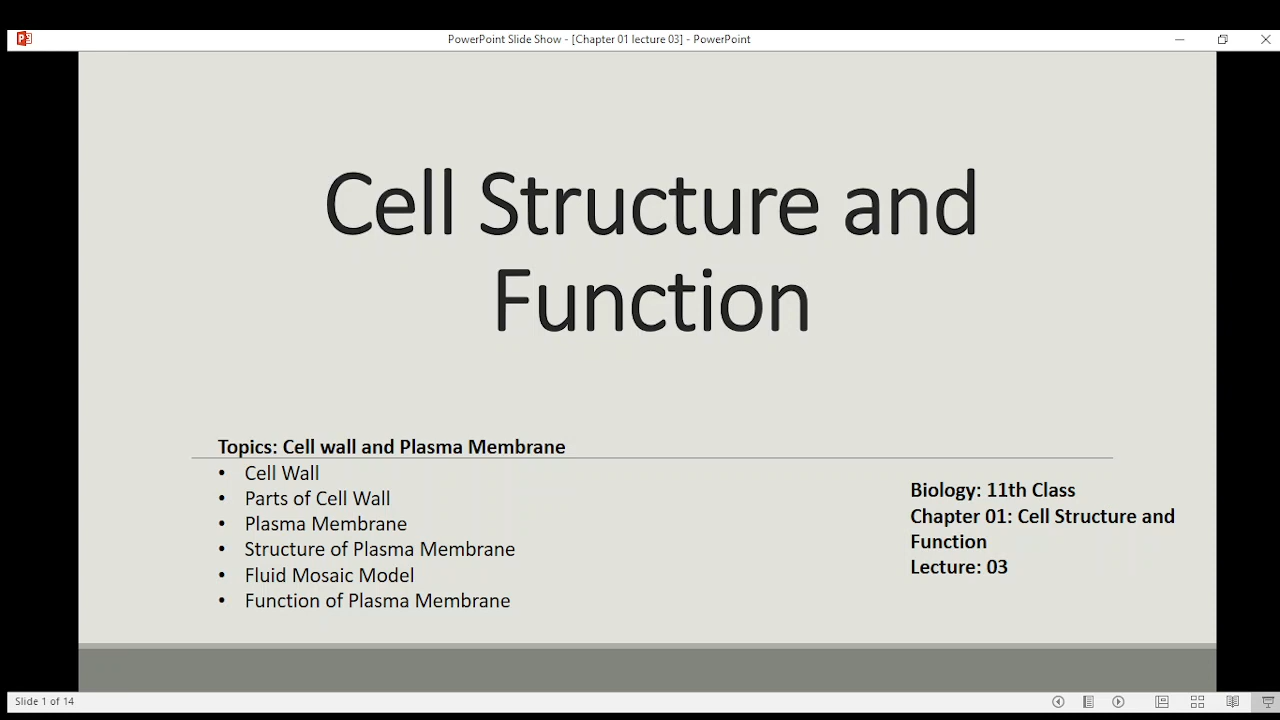 PowerPoint Slide Show - [Chapter 01 lecture 03] - PowerPoint
Cell Structure and
Function
Topics: Cell wall and Plasma Membrane
• Cell Wall
• Parts of Cell Wall
• Plasma Membrane
• Structure of Plasma Membrane
• Fluid Mosaic Model
• Function of Plasma Membrane
Biology: 11th Class
Chapter 01: Cell Structure and
Function
Lecture: 03
Slide 1 of 14